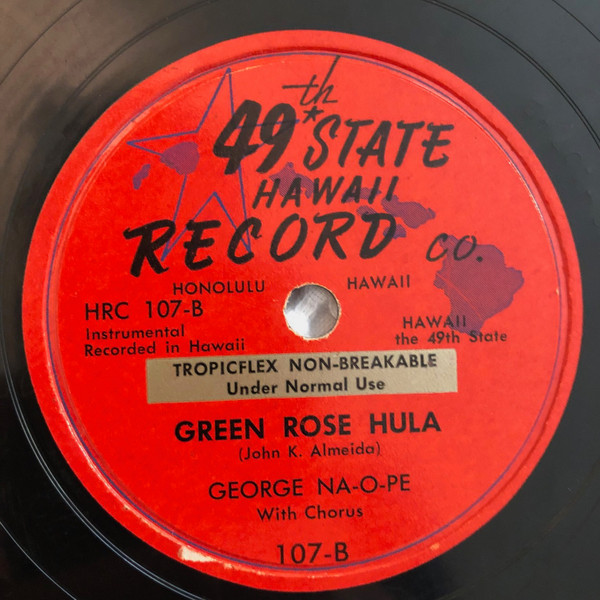 49th STATE
HAWAII
RECORD CO.
HONOLULU HAWAII
HRC 107-B
Instrumental
Recorded in Hawaii
HAWAII
the 49th State
TROPICFLEX NON-BREAKABLE
Under Normal Use
GREEN ROSE HULA
(John K. Almeida)
GEORGE NA-O-PE
With Chorus
107-B